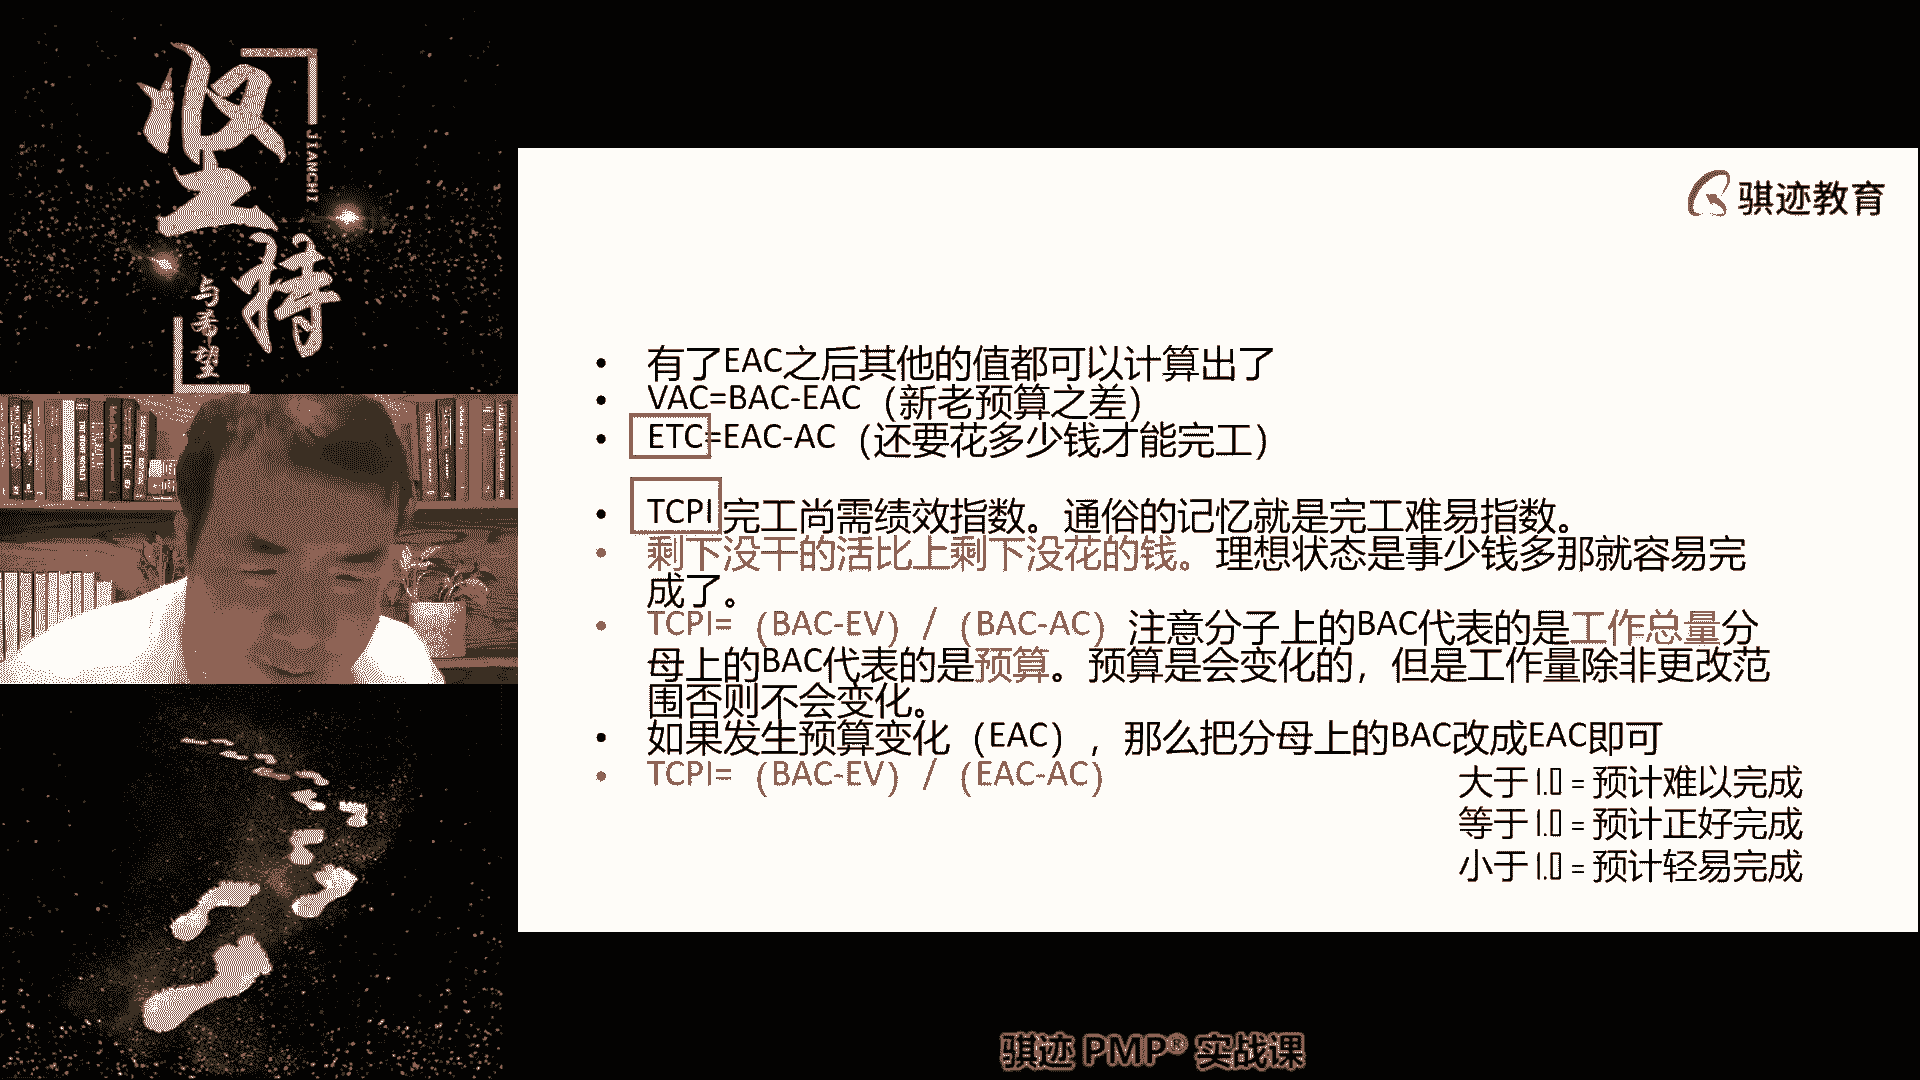 坚持
JIANCHI
与希望
骐迹教育
有了EAC之后其他的值都可以计算出了
VAC=BAC-EAC（新老预算之差）
ETC=EAC-AC（还要花多少钱才能完工）
TCPI完工尚需绩效指数。通俗的记忆就是完工难易指数。
剩下没干的活比上剩下没花的钱。理想状态是事少钱多那就容易完
成了。
TCPI=（BAC-EV）/（BAC-AC）注意分子上的BAC代表的是工作总量分
母上的BAC代表的是预算。预算是会变化的，但是工作量除非更改范
围否则不会变化。
如果发生预算变化（EAC），那么把分母上的BAC改成EAC即可
TCPI=（BAC-EV）/（EAC-AC）
大于1.0 = 预计难以完成
等于1.0 = 预计正好完成
小于1.0 = 预计轻易完成
骐迹 PMP® 实战课